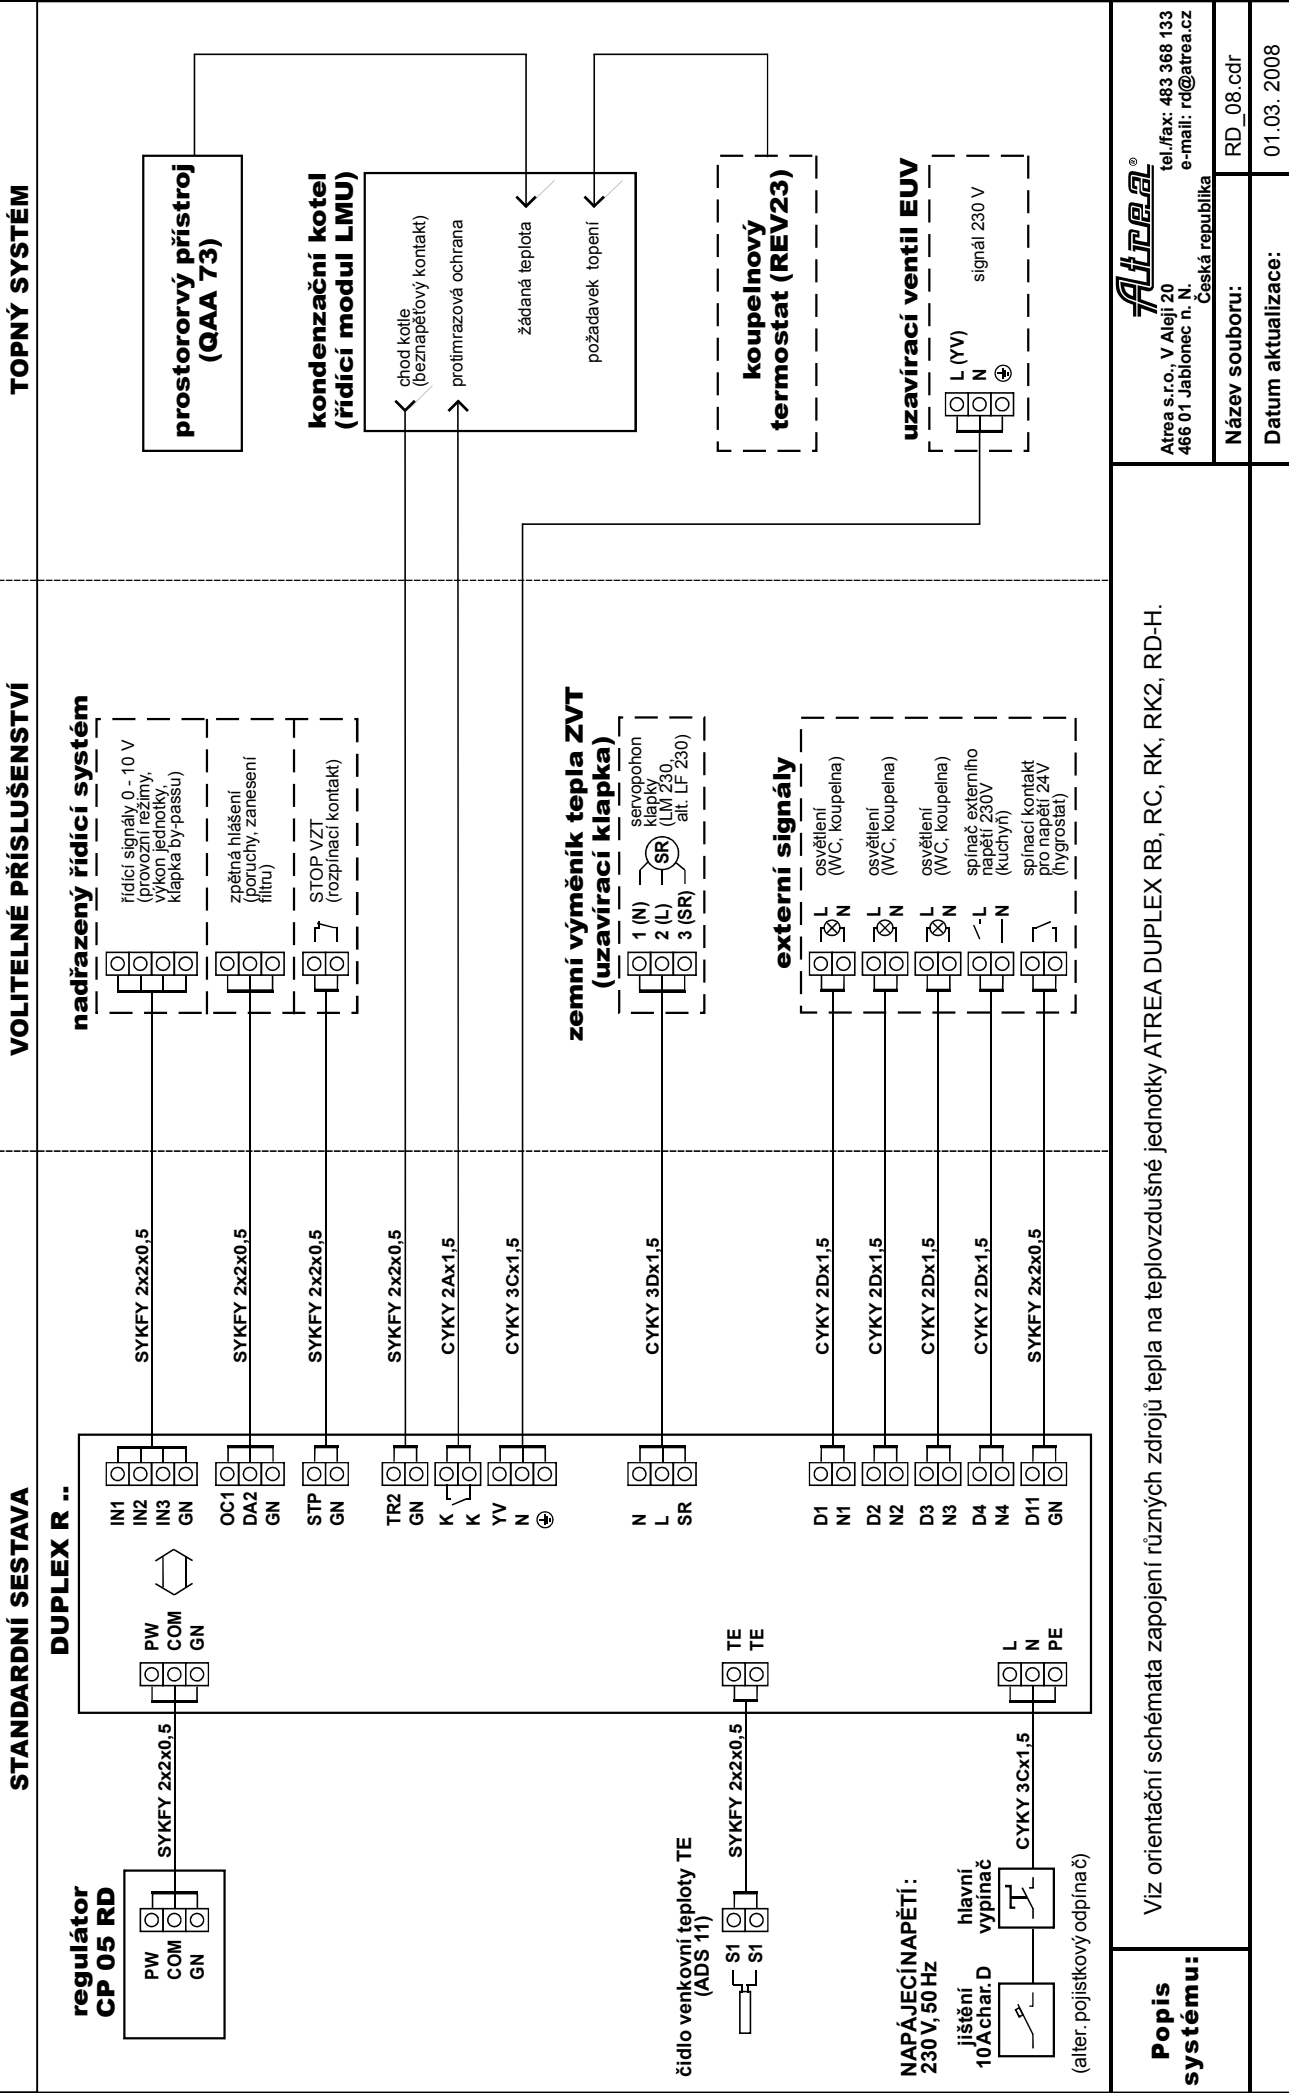 STANDARDNÍ SESTAVA
VOLITELNÉ PŘÍSLUŠENSTVÍ
TOPNÝ SYSTÉM
DUPLEX R ..
regulátor
CP 05 RD
PW
COM
GN
SYKFY 2x2x0,5
PW
COM
GN
čidlo venkovní teploty TE
(ADS 11)
S1
S1
SYKFY 2x2x0,5
TE
TE
NAPÁJECÍ NAPĚTÍ :
230 V, 50 Hz
jištění
10 A char. D
hlavní
vypínač
(alter. pojistkový odpínač)
CYKY 3Cx1,5
L
N
PE
IN1
IN2
IN3
GN
SYKFY 2x2x0,5
OC1
DA2
GN
SYKFY 2x2x0,5
STP
GN
SYKFY 2x2x0,5
TR2
GN
SYKFY 2x2x0,5
K
K
CYKY 2Ax1,5
YV
N
CYKY 3Cx1,5
N
L
SR
CYKY 3Dx1,5
D1
N1
CYKY 2Dx1,5
D2
N2
CYKY 2Dx1,5
D3
N3
CYKY 2Dx1,5
D4
N4
CYKY 2Dx1,5
D11
GN
SYKFY 2x2x0,5
nadřazený řídící systém
řídící signály 0 - 10 V
(provozní režimy,
výkon jednotky,
klapka by-passu)
zpětná hlášení
(poruchy, zanesení
filtru)
STOP VZT
(rozpínací kontakt)
zemní výměník tepla ZVT
(uzavírací klapka)
1 (N)
2 (L)
3 (SR)
SR
servopohon
klapky
(LM 230,
alt. LF 230)
externí signály
L
N
osvětlení
(WC, koupelna)
L
N
osvětlení
(WC, koupelna)
L
N
osvětlení
(WC, koupelna)
L
N
spínač externího
napětí 230V
(kuchyň)
spínací kontakt
pro napětí 24V
(hygrostat)
prostororvý přístroj
(QAA 73)
kondenzační kotel
(řídící modul LMU)
chod kotle
(beznapěťový kontakt)
protimrazová ochrana
žádaná teplota
požadavek topení
koupelnový
termostat (REV23)
uzavírací ventil EUV
L (YV)
N
signál 230 V
Popis
systému:
Viz orientační schémata zapojení různých zdrojů tepla na teplovzdušné jednotky ATREA DUPLEX RB, RC, RK, RK2, RD-H.
Atrea®
Atrea s.r.o., V Aleji 20
466 01 Jablonec n. N.
Česká republika
tel./fax: 483 368 133
e-mail: rd@atrea.cz
Název souboru:
RD_08.cdr
Datum aktualizace:
01.03. 2008